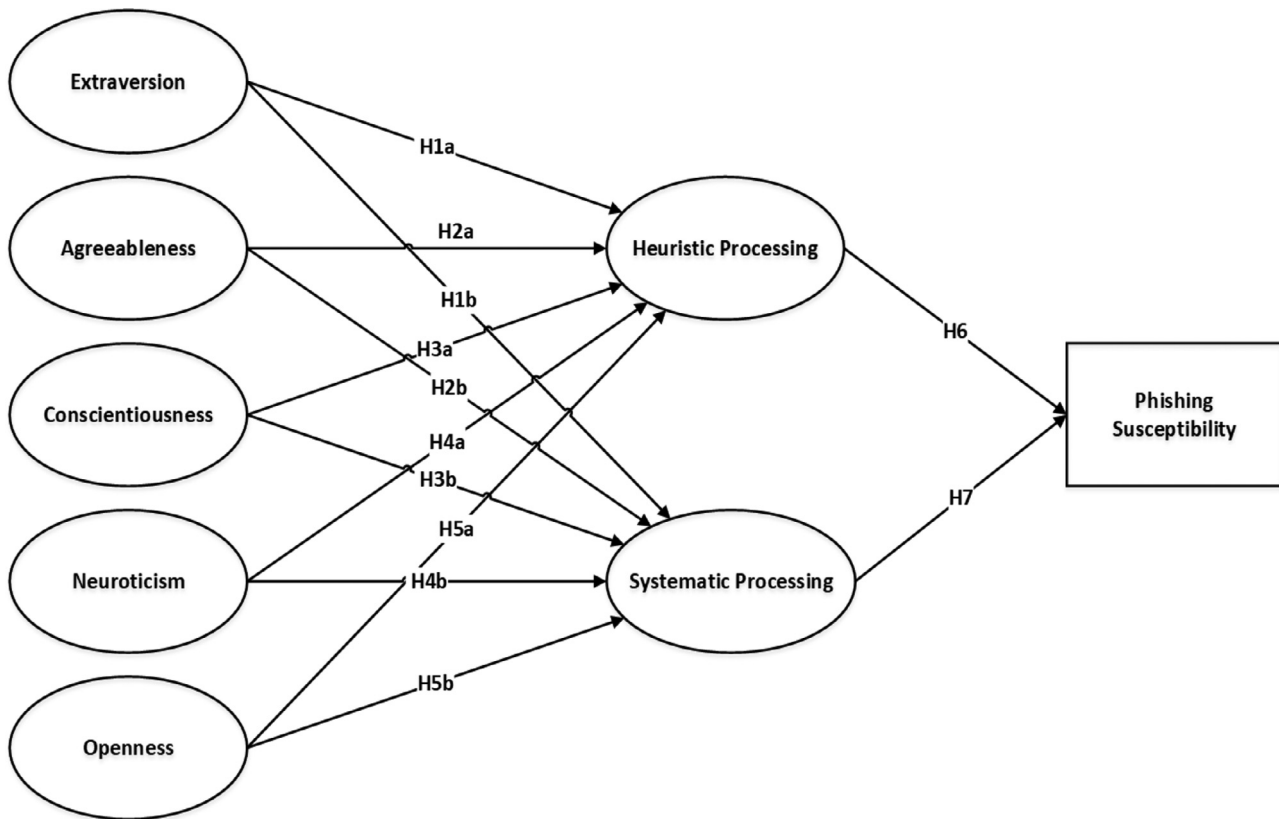 Extraversion
H1a
Agreeableness
H2a
Heuristic Processing
H1b
H6
H3a
H2b
Conscientiousness
Phishing
Susceptibility
H4a
H3b
H7
H5a
Neuroticism
H4b
Systematic Processing
H5b
Openness